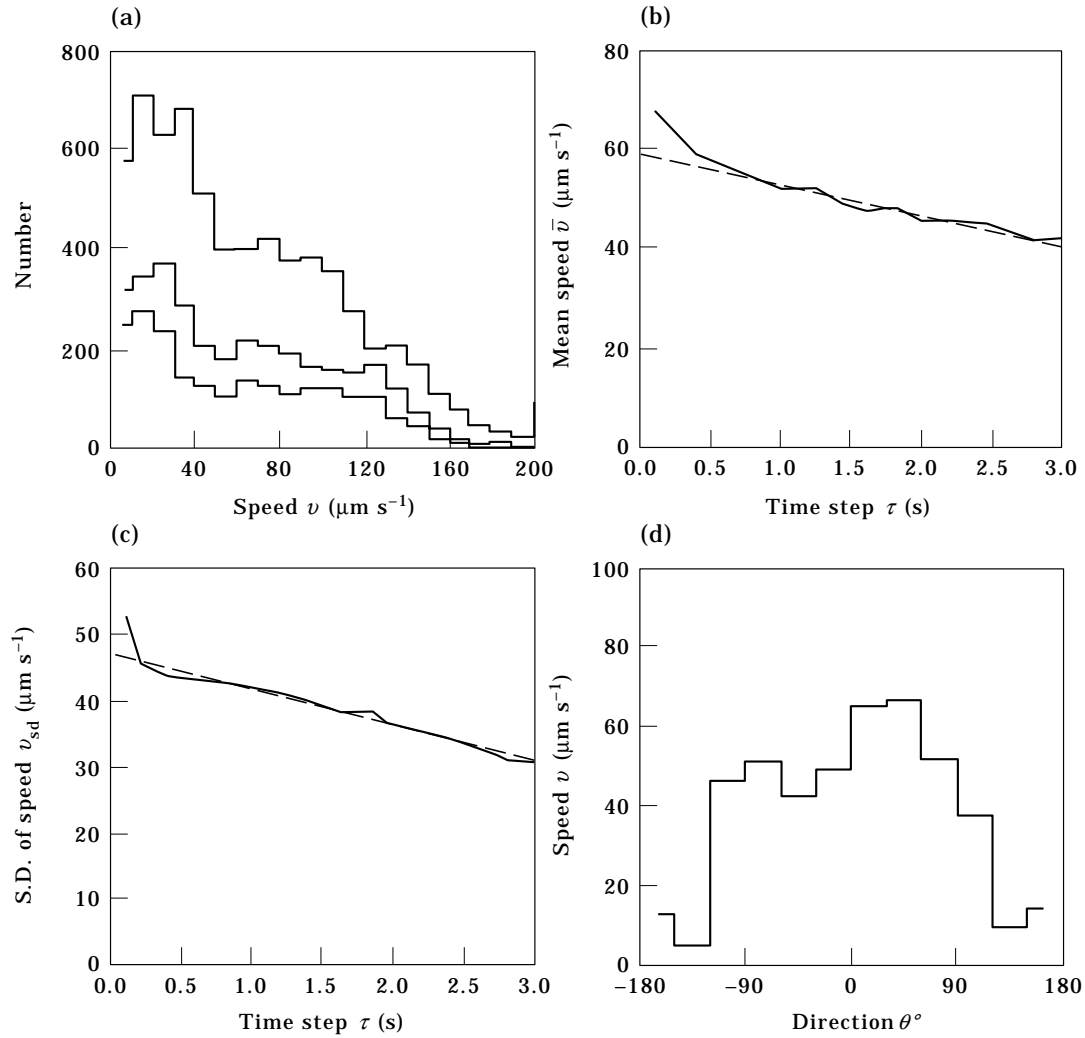 (a)
800
600
400
200
0
Number
0 40 80 120 160 200
Speed υ (μm s⁻¹)
(b)
80
60
40
20
0
Mean speed ῡ (μm s⁻¹)
0.0 0.5 1.0 1.5 2.0 2.5 3.0
Time step τ (s)
(c)
60
50
40
30
20
10
0
S.D. of speed υsd (μm s⁻¹)
0.0 0.5 1.0 1.5 2.0 2.5 3.0
Time step τ (s)
(d)
100
80
60
40
20
0
Speed υ (μm s⁻¹)
−180 −90 0 90 180
Direction θ°